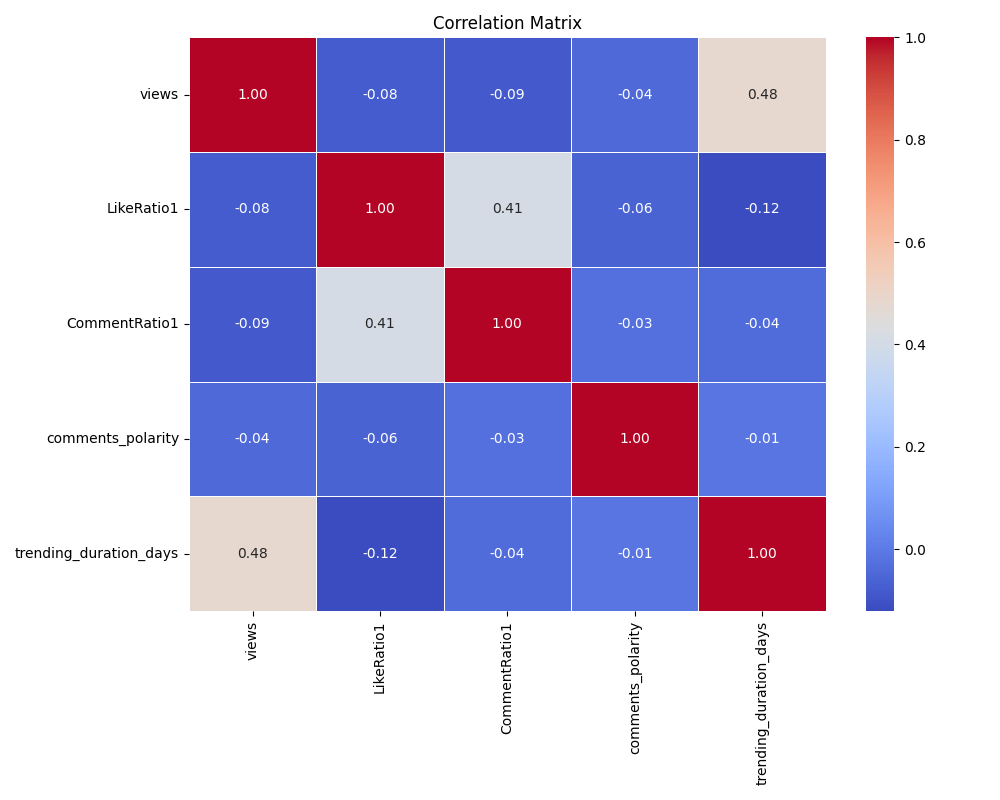 Correlation Matrix
views 1.00 -0.08 -0.09 -0.04 0.48
LikeRatio1 -0.08 1.00 0.41 -0.06 -0.12
CommentRatio1 -0.09 0.41 1.00 -0.03 -0.04
comments_polarity -0.04 -0.06 -0.03 1.00 -0.01
trending_duration_days 0.48 -0.12 -0.04 -0.01 1.00
views
LikeRatio1
CommentRatio1
comments_polarity
trending_duration_days
1.0
0.8
0.6
0.4
0.2
0.0